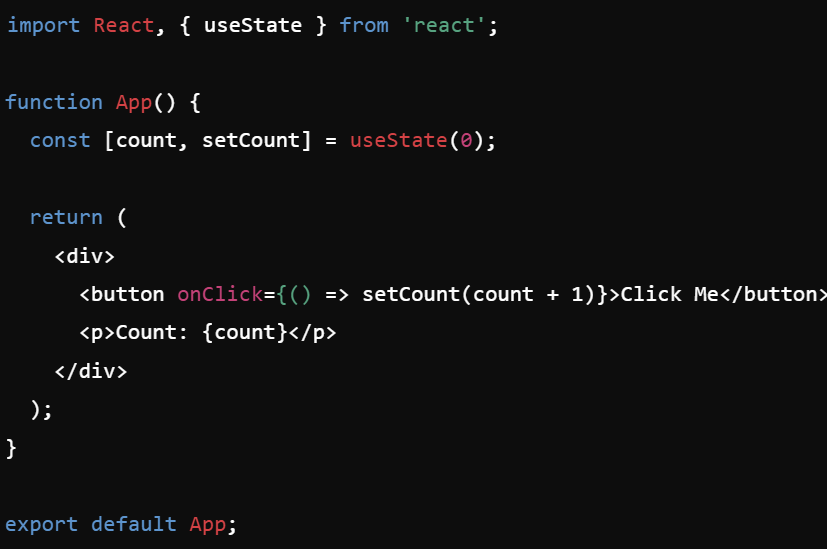 import React, { useState } from 'react';
function App() {
const [count, setCount] = useState(0);
return (
<div>
<button onClick={() => setCount(count + 1)}>Click Me</button>
<p>Count: {count}</p>
</div>
);
}
export default App;